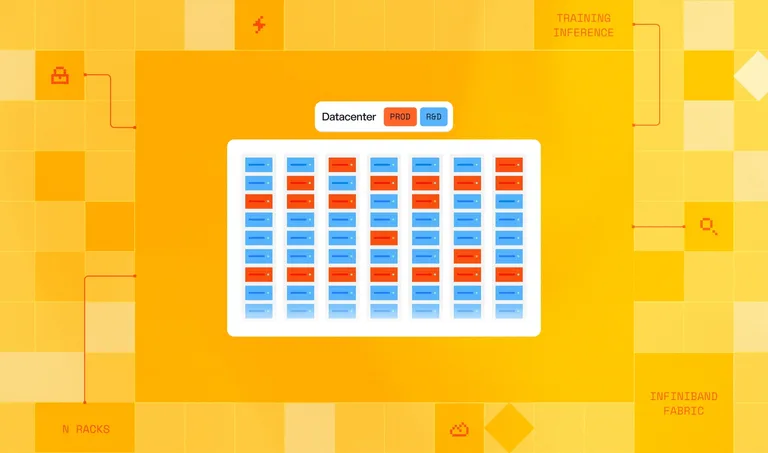 TRAINING
INFERENCE
Datacenter PROD R&D
N RACKS
INFINIBAND
FABRIC